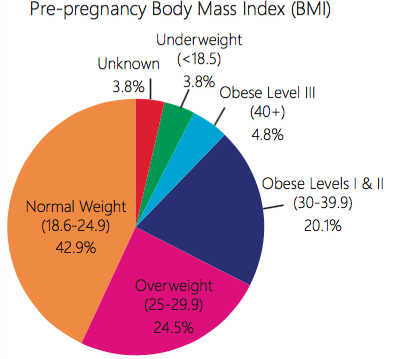 Pre-pregnancy Body Mass Index (BMI)
Underweight
(<18.5)
3.8%
Unknown
3.8%
Obese Level III
(40+)
4.8%
Obese Levels I & II
(30-39.9)
20.1%
Normal Weight
(18.6-24.9)
42.9%
Overweight
(25-29.9)
24.5%